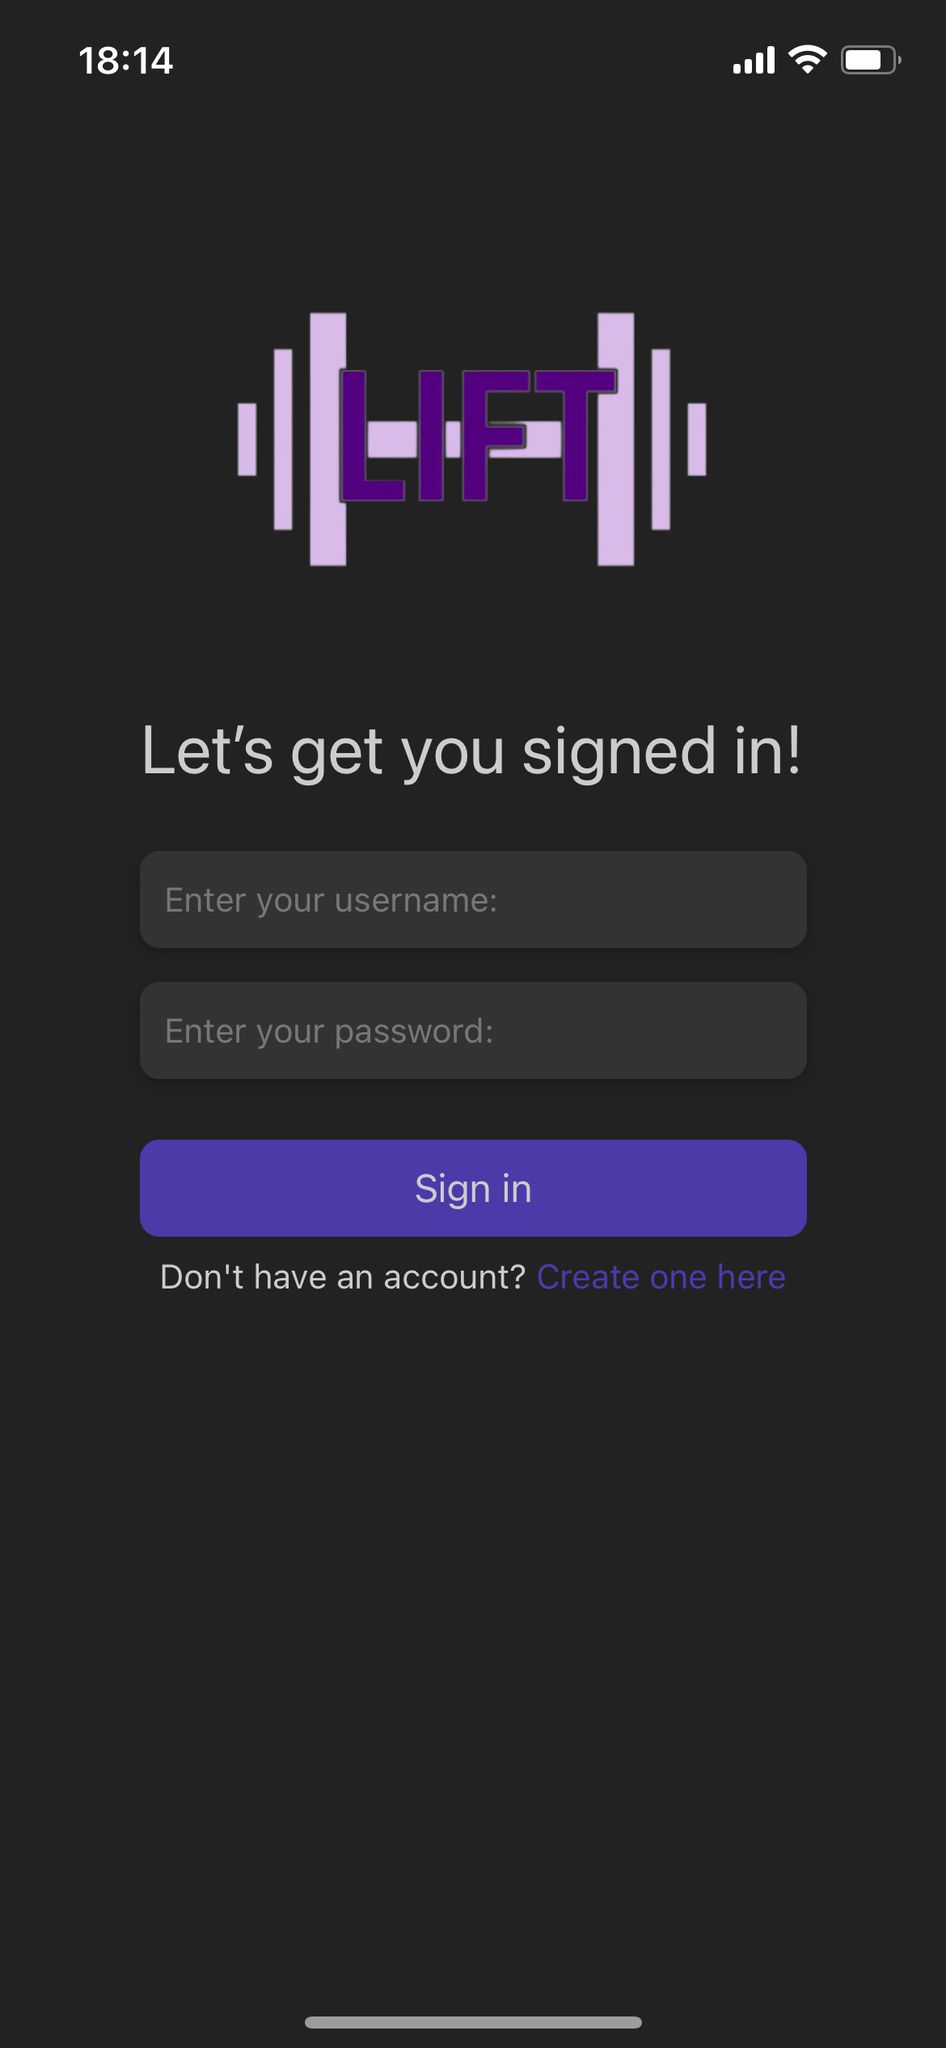 18:14
LIFT
Let’s get you signed in!
Enter your username:
Enter your password:
Sign in
Don't have an account? Create one here